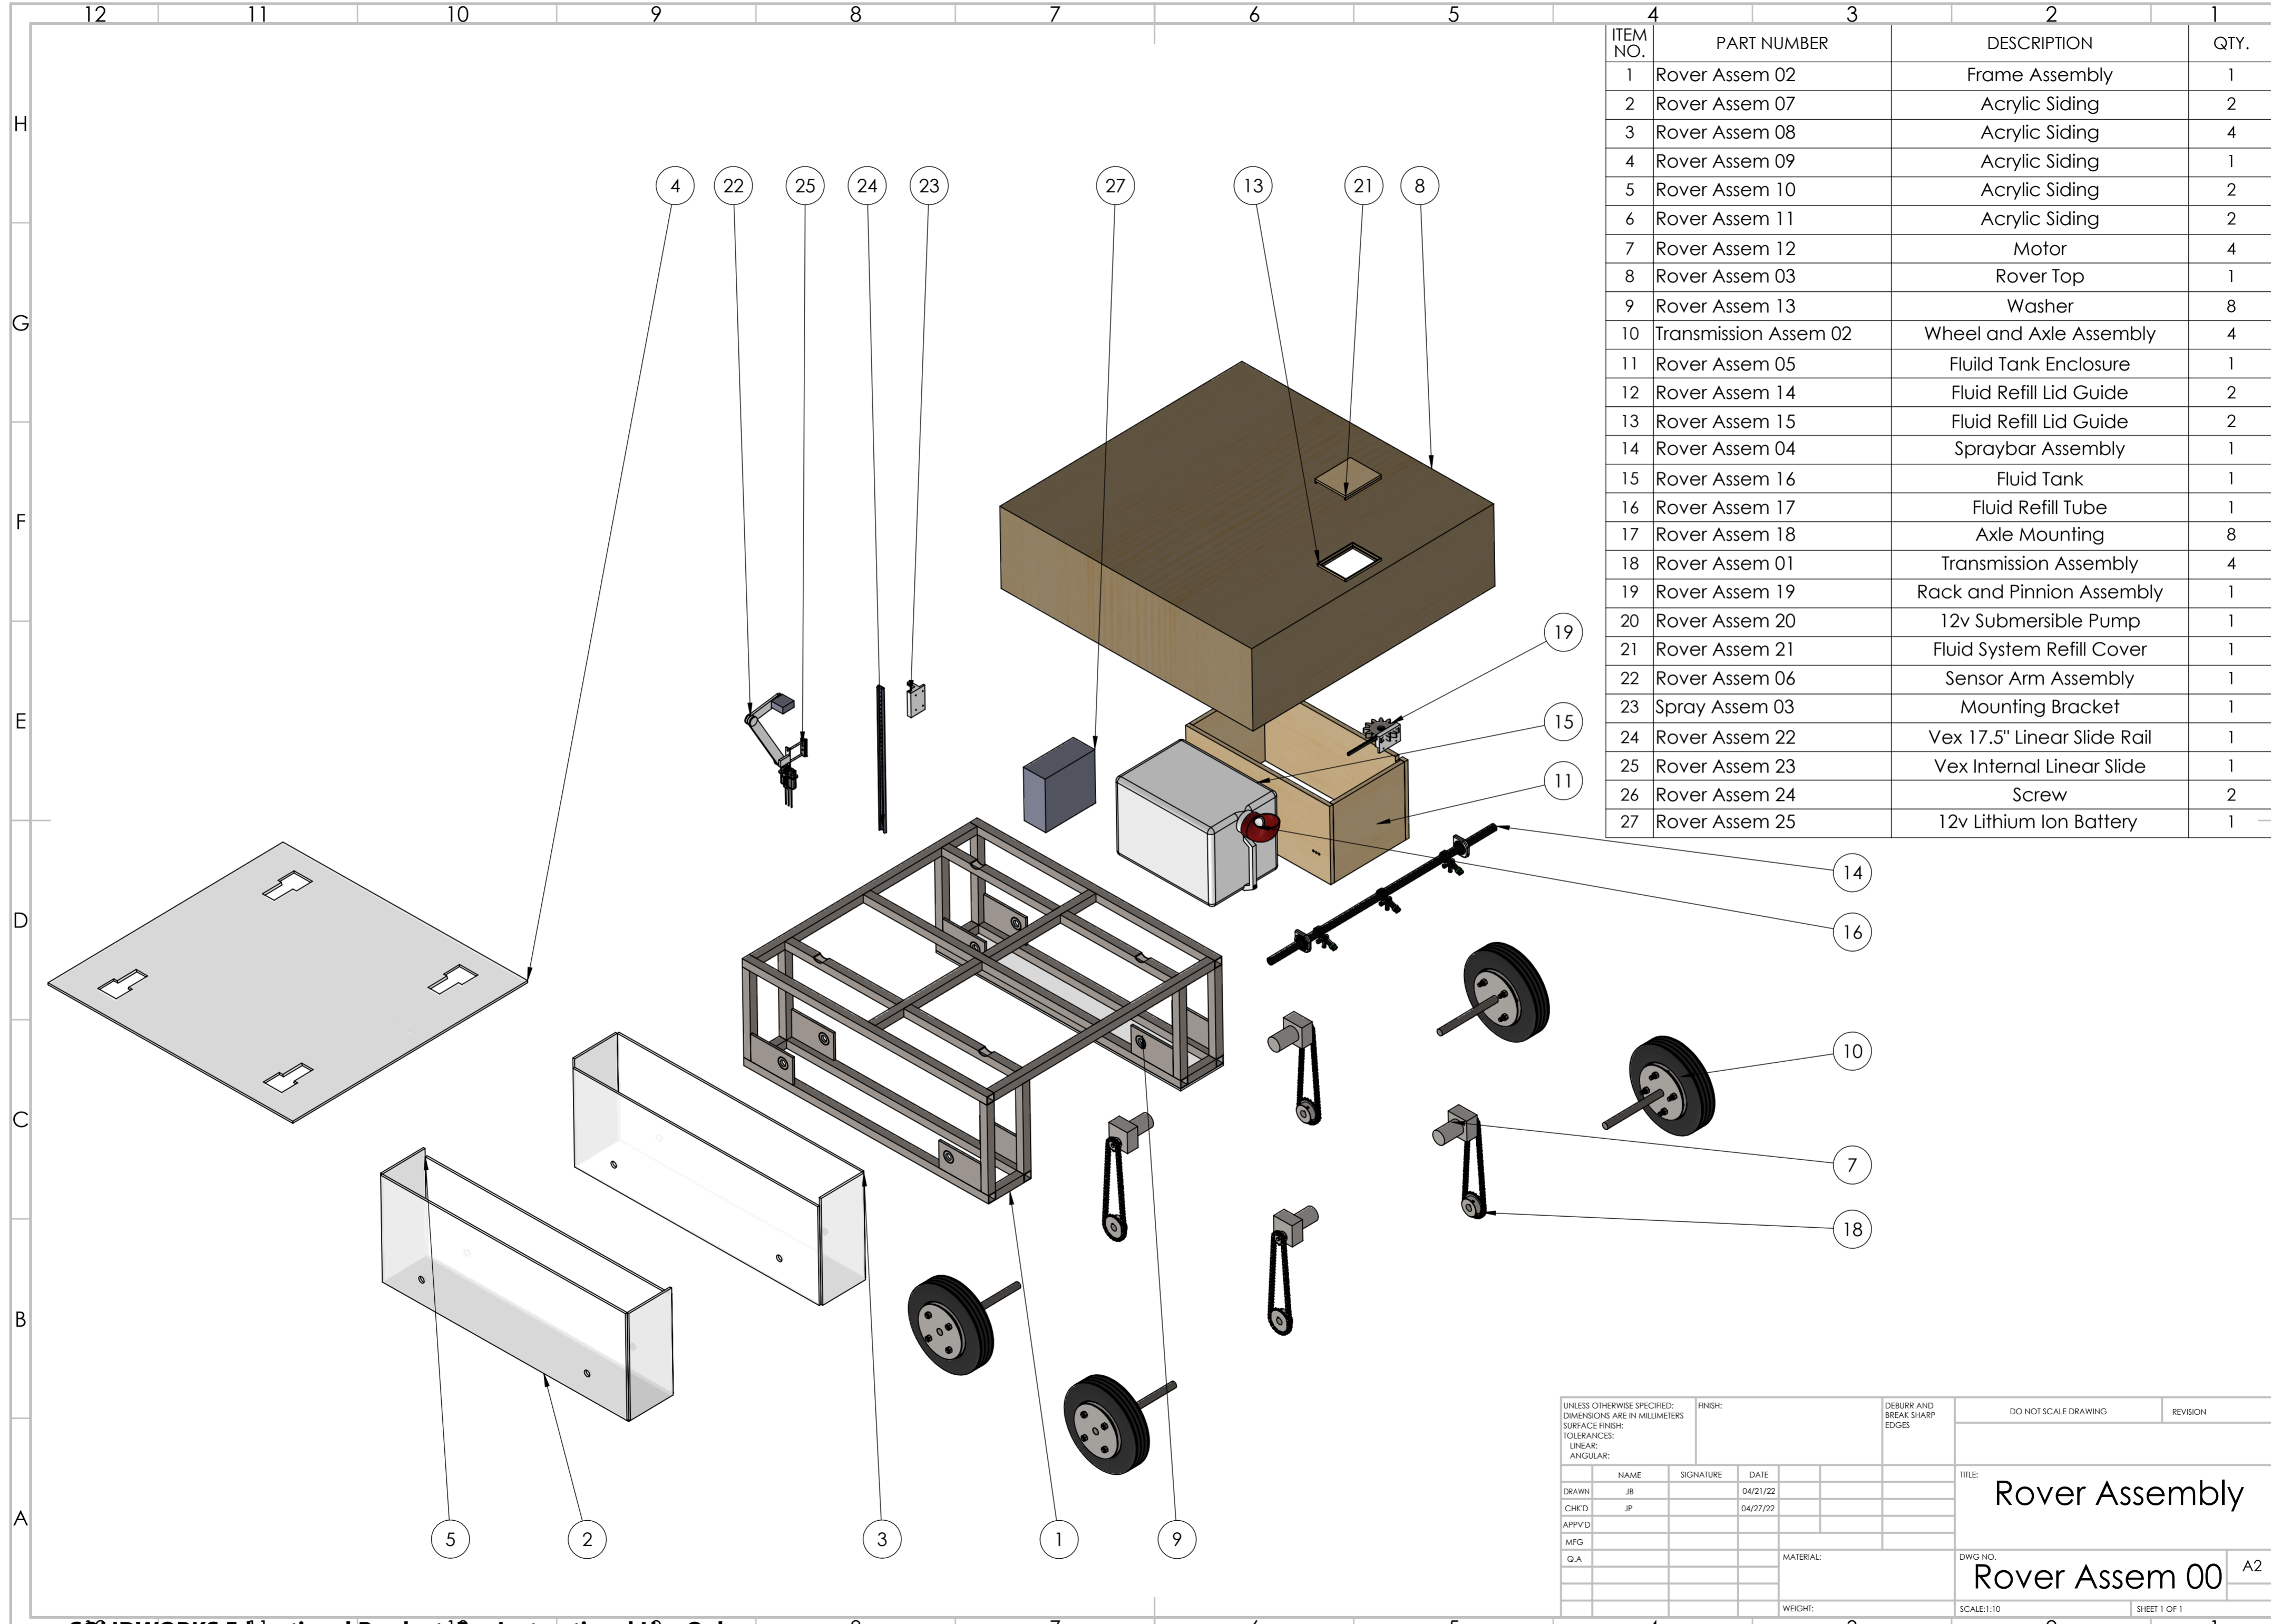 12 11 10 9 8 7 6 5 4 3 2 1
ITEM NO. PART NUMBER DESCRIPTION QTY.
1 Rover Assem 02 Frame Assembly 1
2 Rover Assem 07 Acrylic Siding 2
3 Rover Assem 08 Acrylic Siding 4
4 Rover Assem 09 Acrylic Siding 1
5 Rover Assem 10 Acrylic Siding 2
6 Rover Assem 11 Acrylic Siding 2
7 Rover Assem 12 Motor 4
8 Rover Assem 03 Rover Top 1
9 Rover Assem 13 Washer 8
10 Transmission Assem 02 Wheel and Axle Assembly 4
11 Rover Assem 05 Fluild Tank Enclosure 1
12 Rover Assem 14 Fluid Refill Lid Guide 2
13 Rover Assem 15 Fluid Refill Lid Guide 2
14 Rover Assem 04 Spraybar Assembly 1
15 Rover Assem 16 Fluid Tank 1
16 Rover Assem 17 Fluid Refill Tube 1
17 Rover Assem 18 Axle Mounting 8
18 Rover Assem 01 Transmission Assembly 4
19 Rover Assem 19 Rack and Pinnion Assembly 1
20 Rover Assem 20 12v Submersible Pump 1
21 Rover Assem 21 Fluid System Refill Cover 1
22 Rover Assem 06 Sensor Arm Assembly 1
23 Spray Assem 03 Mounting Bracket 1
24 Rover Assem 22 Vex 17.5" Linear Slide Rail 1
25 Rover Assem 23 Vex Internal Linear Slide 1
26 Rover Assem 24 Screw 2
27 Rover Assem 25 12v Lithium Ion Battery 1
H
G
F
E
D
C
B
A
4 22 25 24 23 27 13 21 8
19
15
11
14
16
10
7
18
5 2 3 1 9
UNLESS OTHERWISE SPECIFIED:
DIMENSIONS ARE IN MILLIMETERS
SURFACE FINISH:
TOLERANCES:
LINEAR:
ANGULAR:
FINISH:
DEBURR AND
BREAK SHARP
EDGES
DO NOT SCALE DRAWING
REVISION
NAME SIGNATURE DATE
DRAWN JB 04/21/22
CHK'D JP 04/27/22
APPV'D
MFG
Q.A
MATERIAL:
WEIGHT:
TITLE:
Rover Assembly
DWG NO.
Rover Assem 00
A2
SCALE:1:10
SHEET 1 OF 1